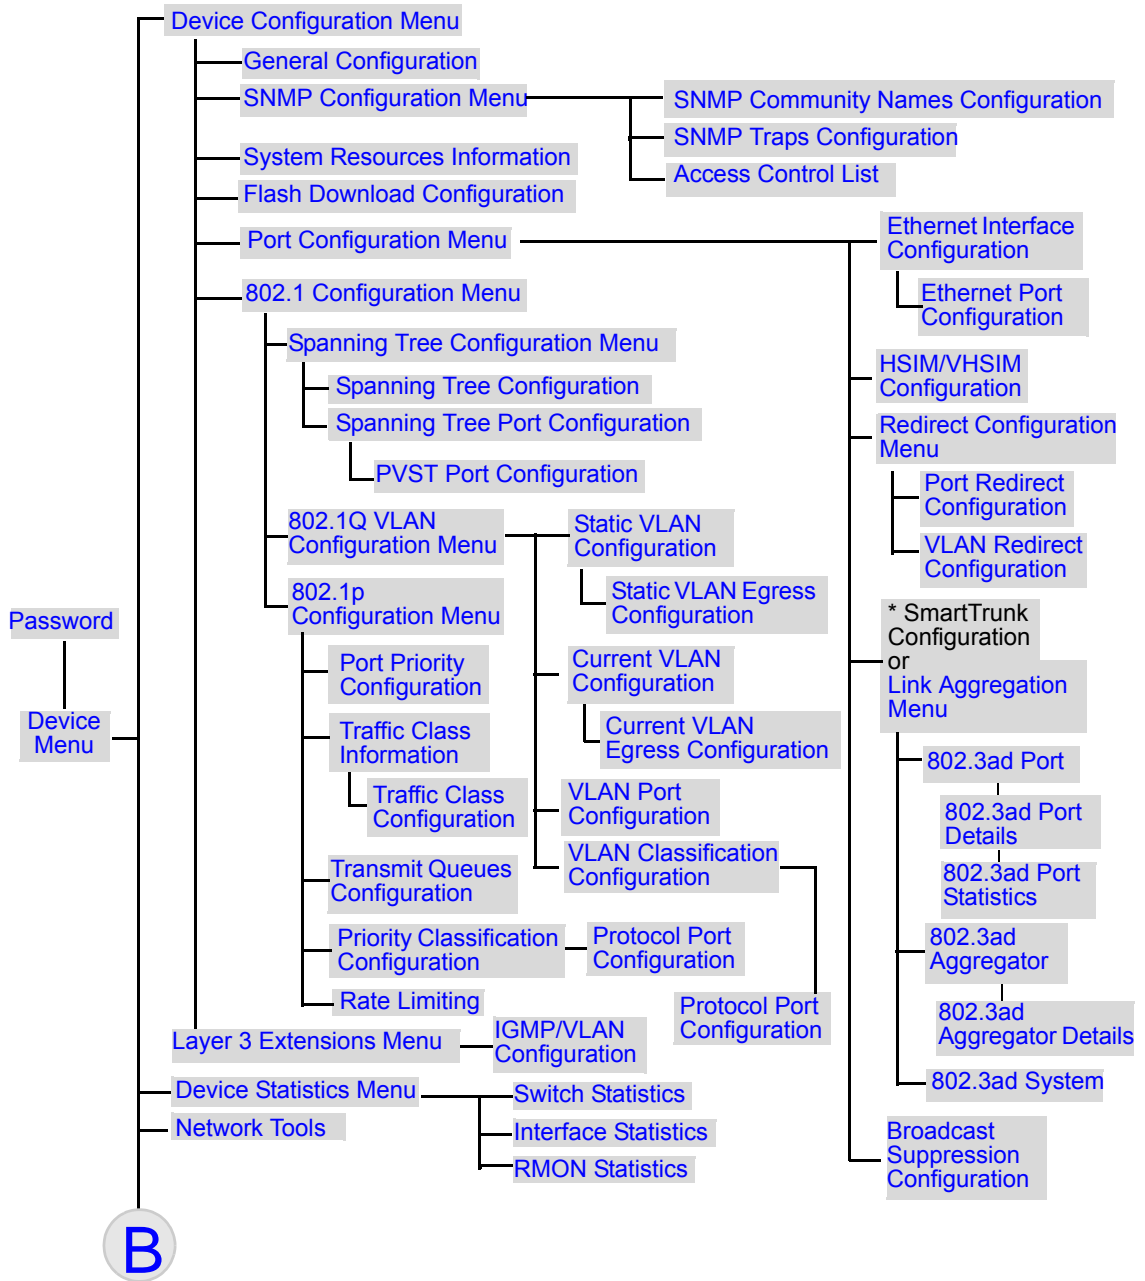 Device Configuration Menu
General Configuration
SNMP Configuration Menu
SNMP Community Names Configuration
SNMP Traps Configuration
Access Control List
System Resources Information
Flash Download Configuration
Port Configuration Menu
Ethernet Interface
Configuration
Ethernet Port
Configuration
HSIM/VHSIM
Configuration
Redirect Configuration
Menu
Port Redirect
Configuration
VLAN Redirect
Configuration
* SmartTrunk
Configuration
or
Link Aggregation
Menu
802.3ad Port
802.3ad Port
Details
802.3ad Port
Statistics
802.3ad
Aggregator
802.3ad
Aggregator Details
802.3ad System
Broadcast
Suppression
Configuration
802.1 Configuration Menu
Spanning Tree Configuration Menu
Spanning Tree Configuration
Spanning Tree Port Configuration
PVST Port Configuration
802.1Q VLAN
Configuration Menu
Static VLAN
Configuration
Static VLAN Egress
Configuration
Current VLAN
Configuration
Current VLAN
Egress Configuration
VLAN Port
Configuration
VLAN Classification
Configuration
Protocol Port
Configuration
802.1p
Configuration Menu
Port Priority
Configuration
Traffic Class
Information
Traffic Class
Configuration
Transmit Queues
Configuration
Priority Classification
Configuration
Protocol Port
Configuration
Rate Limiting
Layer 3 Extensions Menu
IGMP/VLAN
Configuration
Password
Device
Menu
Device Statistics Menu
Switch Statistics
Interface Statistics
RMON Statistics
Network Tools
B